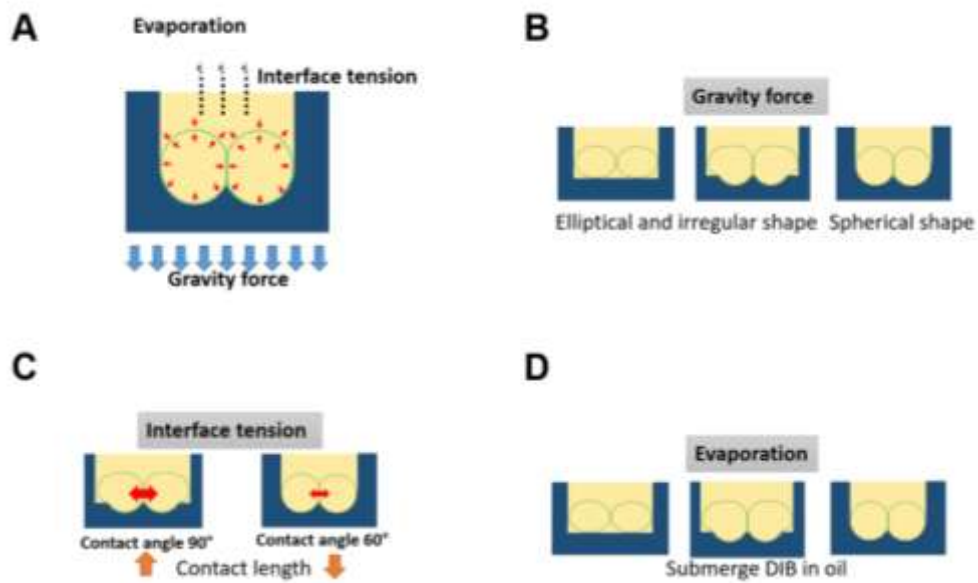 A
Evaporation
Interface tension
Gravity force
B
Gravity force
Elliptical and irregular shape Spherical shape
C
Interface tension
Contact angle 90° Contact angle 60°
Contact length
D
Evaporation
Submerge DIB in oil